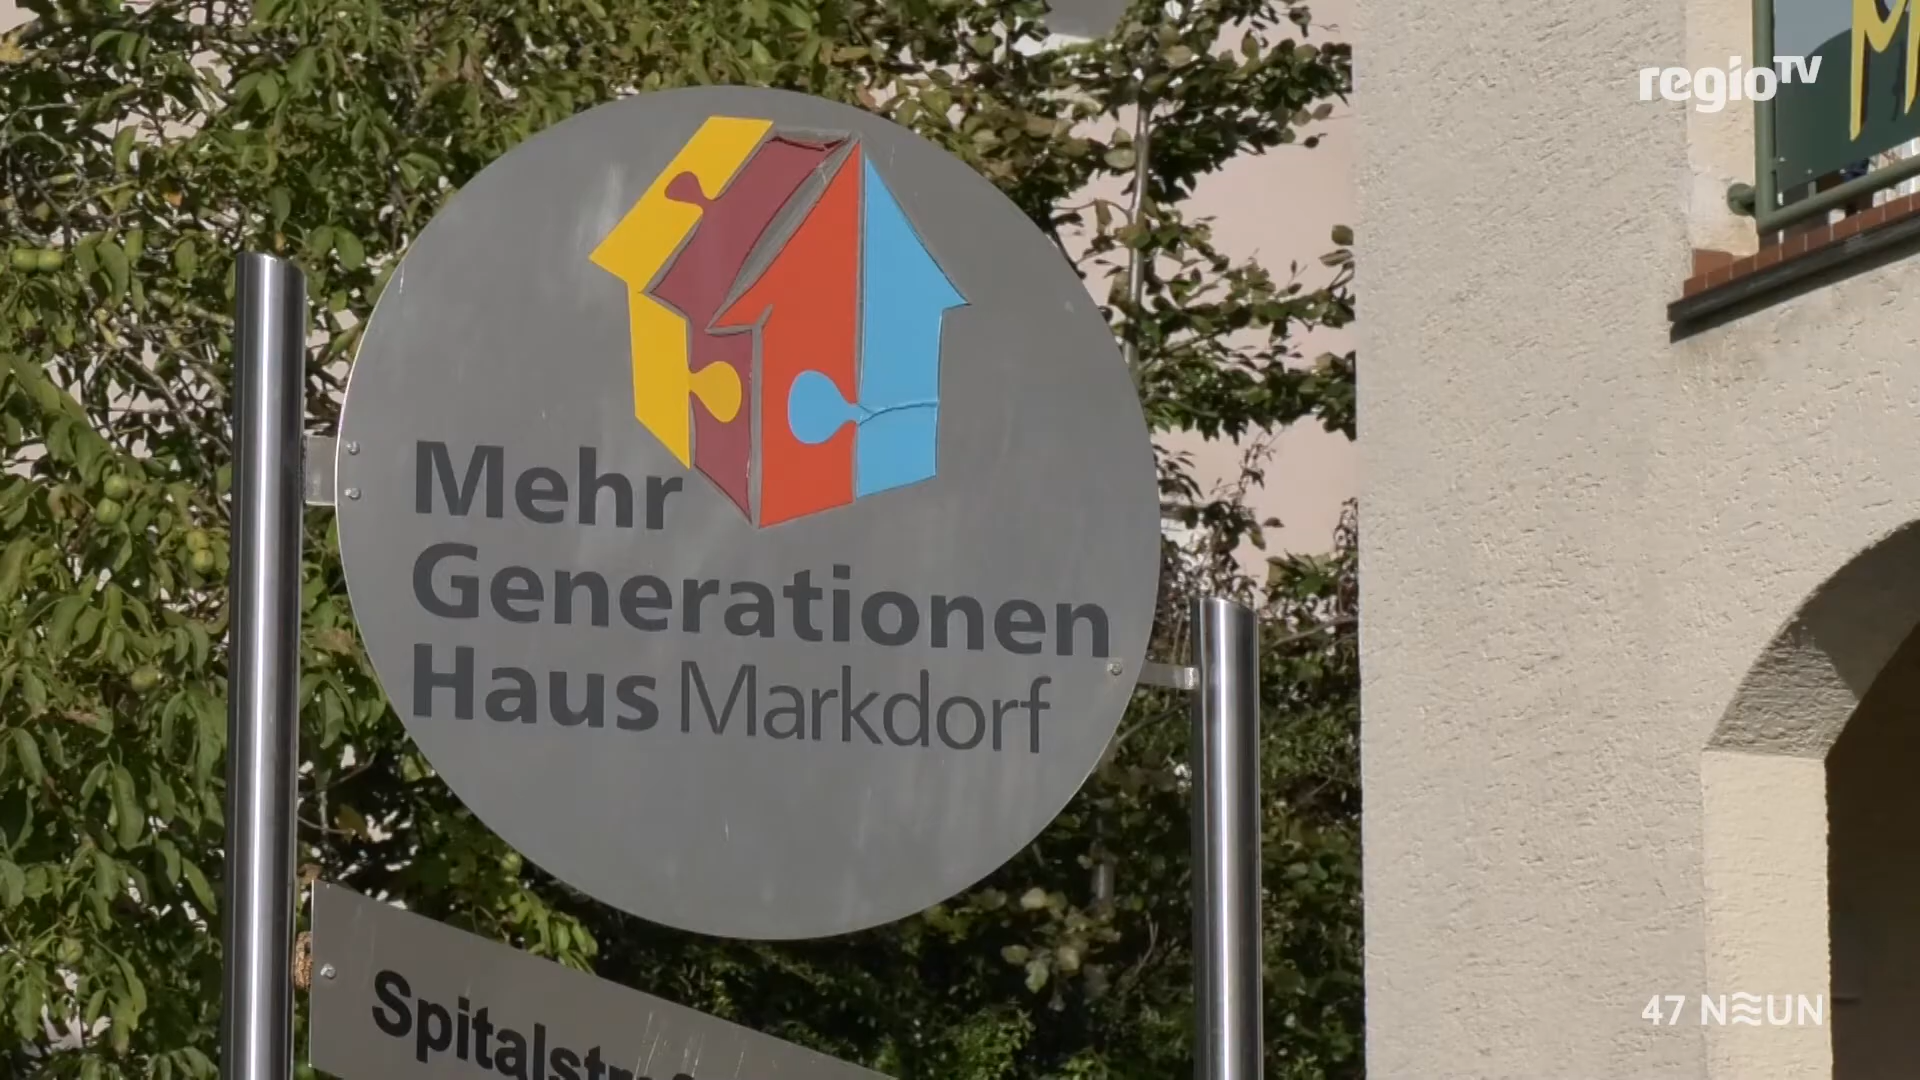 regioTV
Mehr
Generationen
Haus Markdorf
47 NEUN